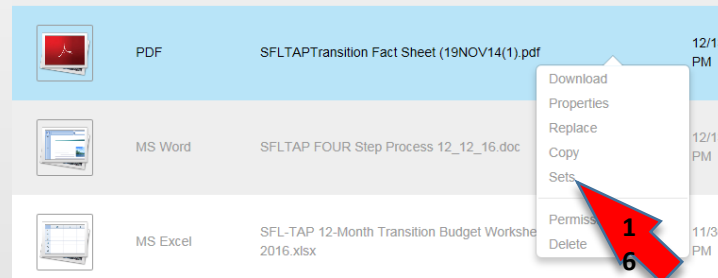 PDF SFLTAPTransition Fact Sheet (19NOV14(1).pdf 12/1
PM
Download
Properties
Replace
MS Word SFLTAP FOUR Step Process 12_12_16.doc 12/1
PM
Copy
Sets
MS Excel SFL-TAP 12-Month Transition Budget Workshe
2016.xlsx
11/3
PM
Permiss
Delete
1
6